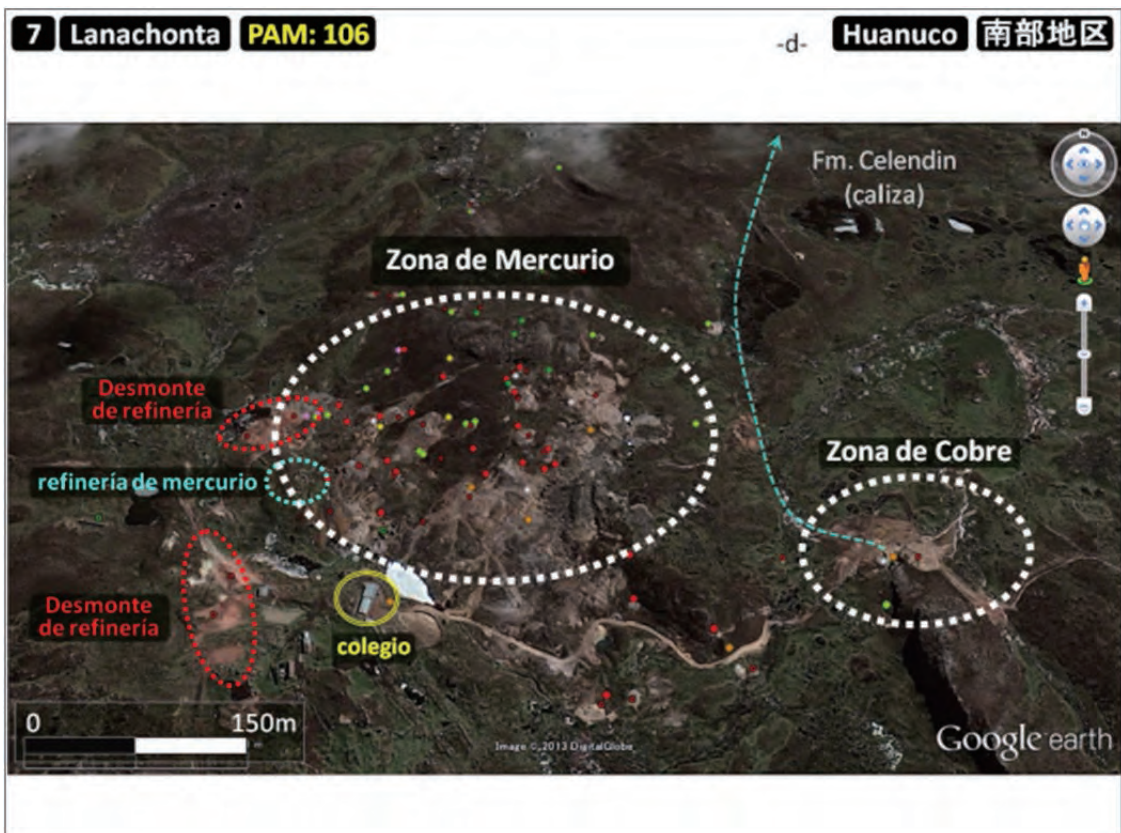 7 Lanachonta PAM: 106
-d-
Huanuco 南部地区
Fm. Celendin
(caliza)
N
Zona de Mercurio
Desmonte
de refinería
refinería de mercurio
Zona de Cobre
Desmonte
de refinería
colegio
0 150m
Image © 2013 DigitalGlobe
Google earth